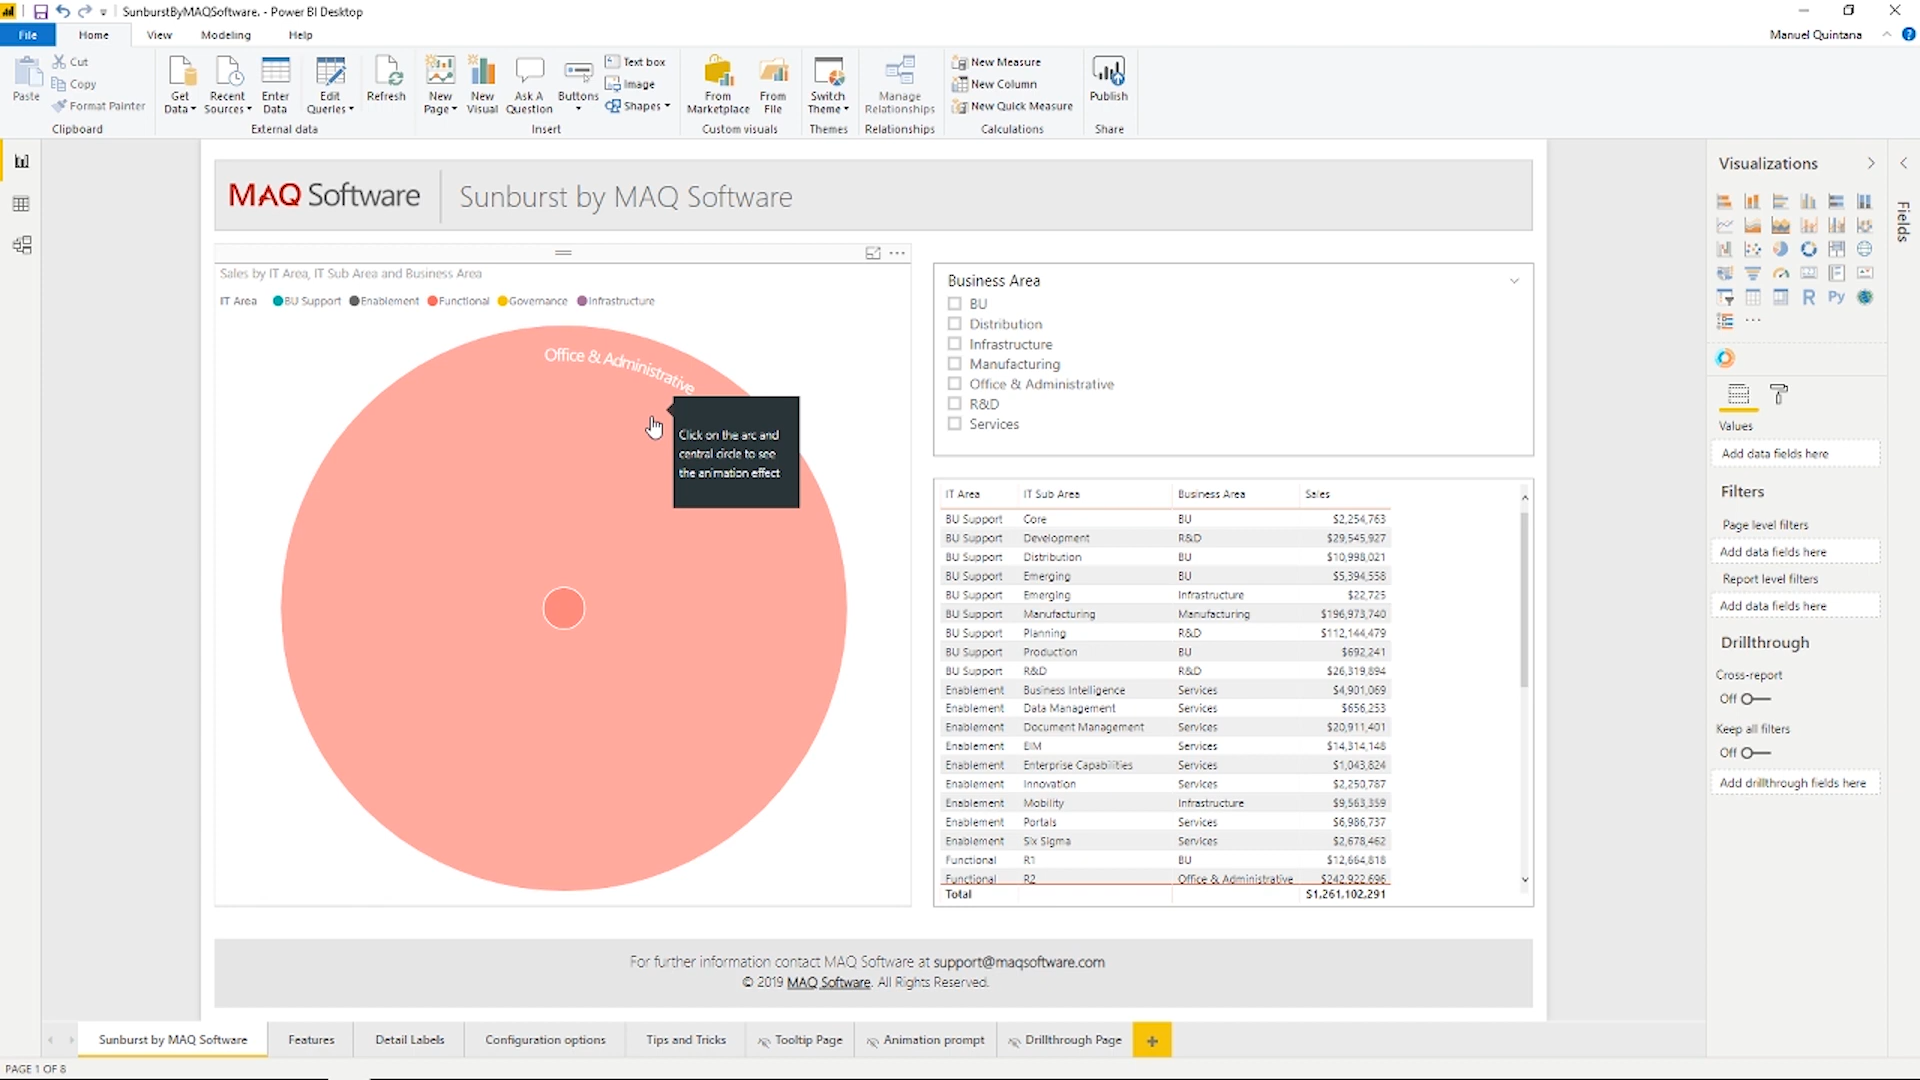 SunburstByMAQSoftware. - Power BI Desktop
File Home View Modeling Help Manuel Quintana
Paste Cut Copy Format Painter
Clipboard
Get Data Recent Sources Enter Data Edit Queries Refresh
External data
New Page New Visual Ask A Question Buttons Text box Image Shapes
Insert
From Marketplace From File
Custom visuals
Switch Theme
Themes
Manage Relationships
Relationships
New Measure
New Column
New Quick Measure
Calculations
Publish
Share
MAQ Software Sunburst by MAQ Software
Sales by IT Area, IT Sub Area and Business Area
IT Area BU Support Enablement Functional Governance Infrastructure
Office & Administrative
Click on the arc and
central circle to see
the animation effect
Business Area
BU
Distribution
Infrastructure
Manufacturing
Office & Administrative
R&D
Services
IT Area IT Sub Area Business Area Sales
BU Support Core BU $2,254,763
BU Support Development R&D $29,545,927
BU Support Distribution BU $10,998,021
BU Support Emerging BU $5,394,558
BU Support Emerging Infrastructure $22,725
BU Support Manufacturing Manufacturing $196,973,740
BU Support Planning R&D $112,144,479
BU Support Production BU $692,241
BU Support R&D R&D $26,319,894
Enablement Business Intelligence Services $4,901,069
Enablement Data Management Services $656,253
Enablement Document Management Services $20,911,401
Enablement EIM Services $14,314,148
Enablement Enterprise Capabilities Services $1,043,824
Enablement Innovation Services $2,250,787
Enablement Mobility Infrastructure $9,563,359
Enablement Portals Services $6,986,737
Enablement Six Sigma Services $2,678,462
Functional R1 BU $12,664,818
Functional R2 Office & Administrative $242,922,696
Total $1,261,102,291
For further information contact MAQ Software at support@maqsoftware.com
© 2019 MAQ Software. All Rights Reserved.
Visualizations
Fields
R Py
Values
Add data fields here
Filters
Page level filters
Add data fields here
Report level filters
Add data fields here
Drillthrough
Cross-report
Off
Keep all filters
Off
Add drillthrough fields here
Sunburst by MAQ Software Features Detail Labels Configuration options Tips and Tricks Tooltip Page Animation prompt Drillthrough Page
PAGE 1 OF 8